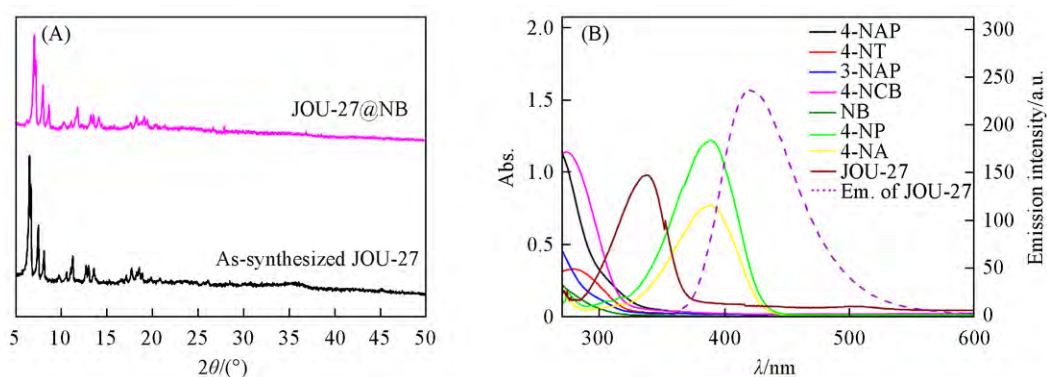 (A)
JOU-27@NB
As-synthesized JOU-27
5 10 15 20 25 30 35 40 45 50
2θ/(°)
(B)
2.0
1.5
1.0
0.5
0
Abs.
4-NAP
4-NT
3-NAP
4-NCB
NB
4-NP
4-NA
JOU-27
Em. of JOU-27
300
250
200
150
100
50
0
Emission intensity/a.u.
300 400 500 600
λ/nm